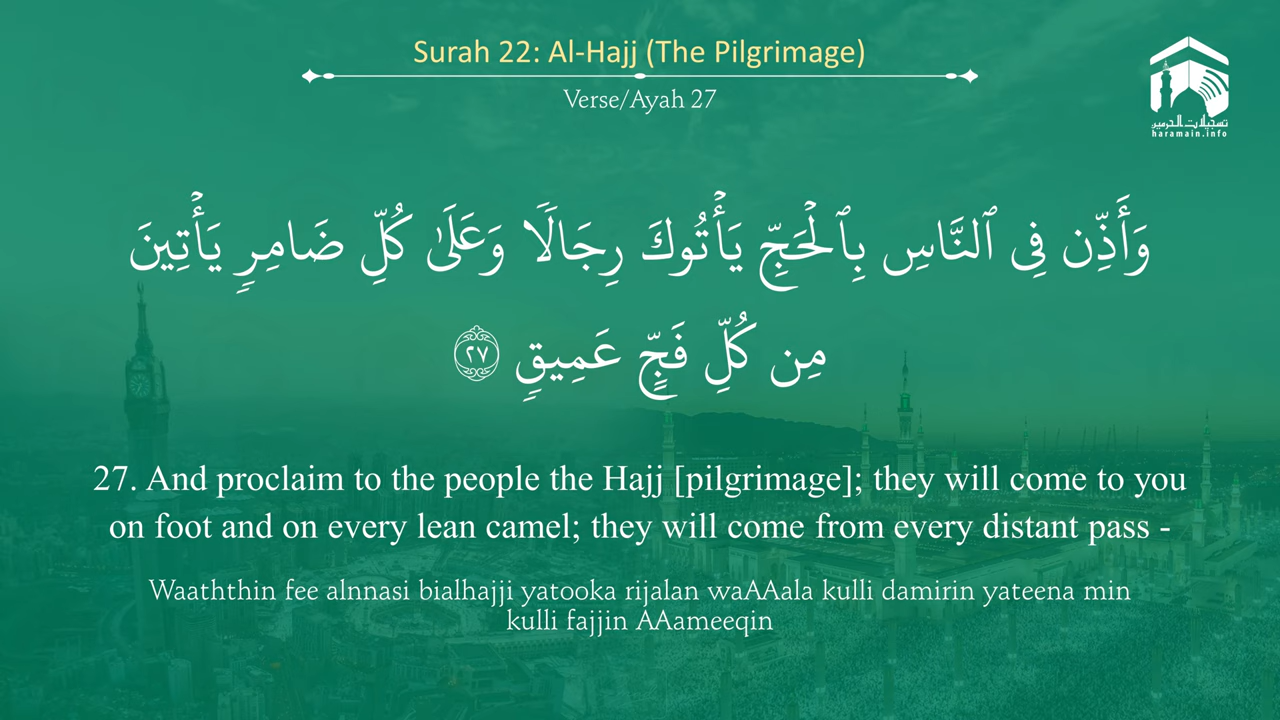 Surah 22: Al-Hajj (The Pilgrimage)
Verse/Ayah 27
تسجيلات الحرمين
haramain.info
وَأَذِّن فِى ٱلنَّاسِ بِٱلْحَجِّ يَأْتُوكَ رِجَالًا وَعَلَىٰ كُلِّ ضَامِرٍ يَأْتِينَ
مِن كُلِّ فَجٍّ عَمِيقٍ ٢٧
27. And proclaim to the people the Hajj [pilgrimage]; they will come to you
on foot and on every lean camel; they will come from every distant pass -
Waaththin fee alnnasi bialhajji yatooka rijalan waAAala kulli damirin yateena min
kulli fajjin AAameeqin